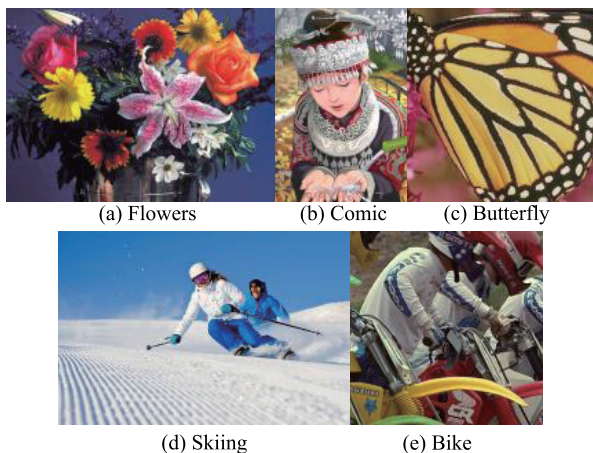 (a) Flowers
(b) Comic
(c) Butterfly
(d) Skiing
(e) Bike